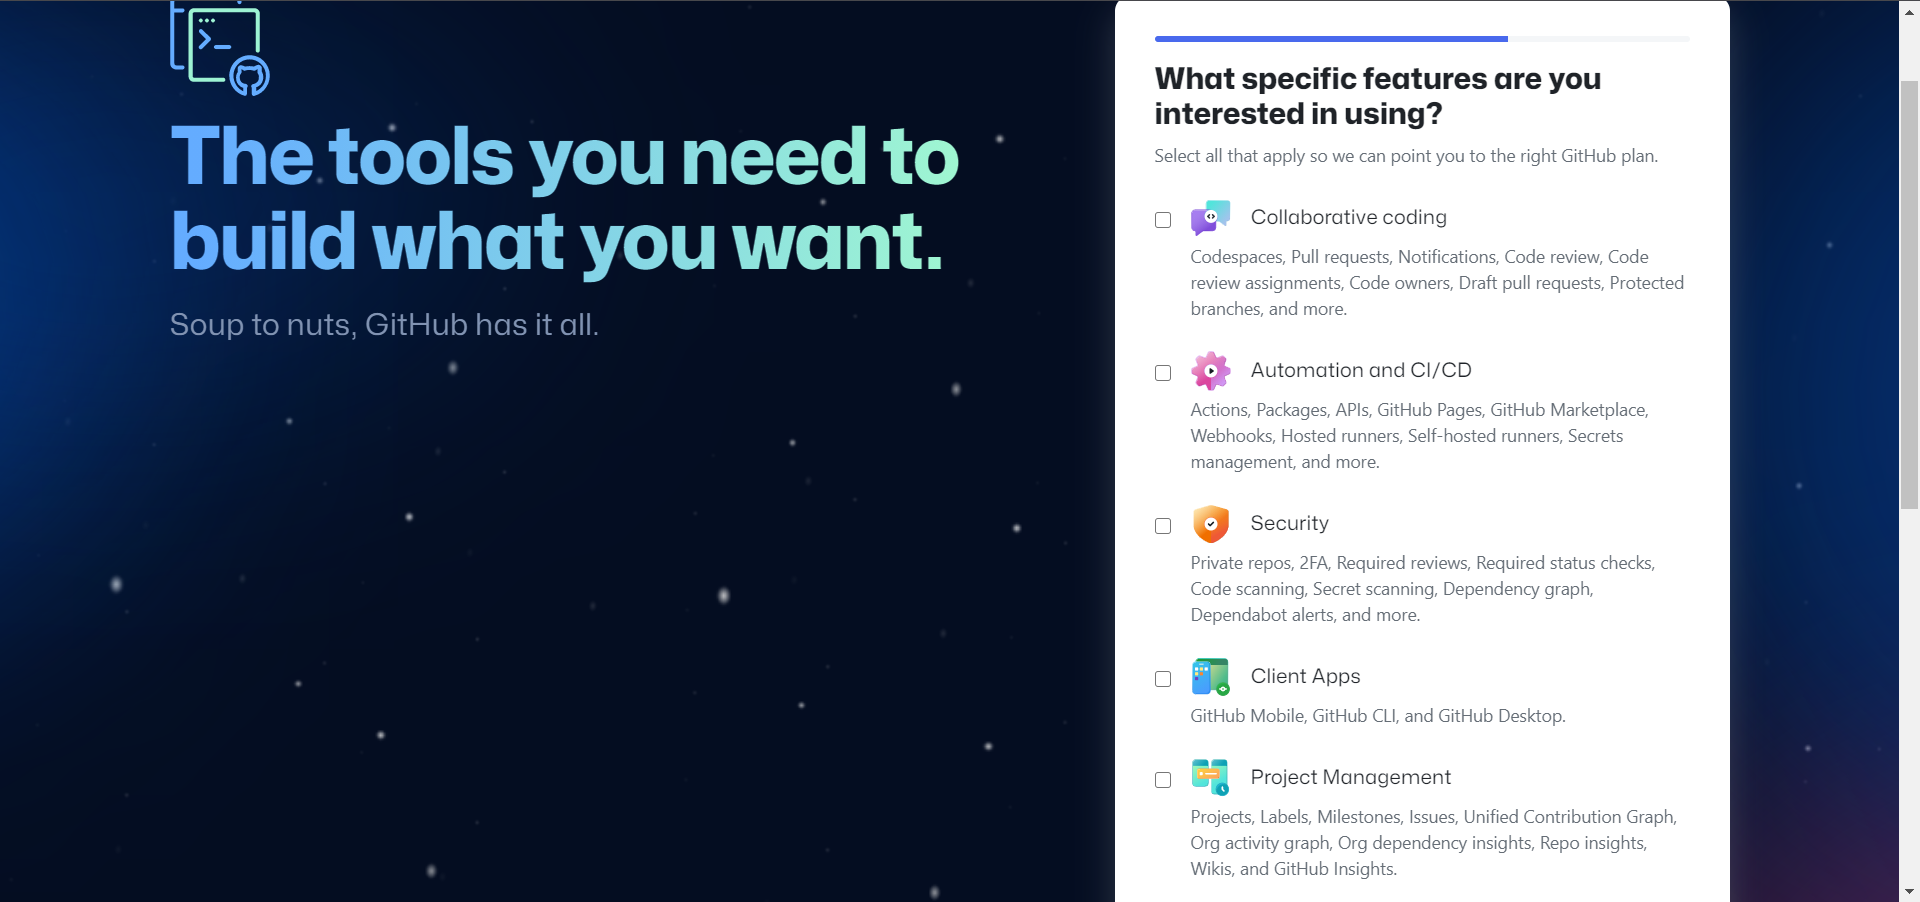 The tools you need to
build what you want.
Soup to nuts, GitHub has it all.
What specific features are you
interested in using?
Select all that apply so we can point you to the right GitHub plan.
Collaborative coding
Codespaces, Pull requests, Notifications, Code review, Code
review assignments, Code owners, Draft pull requests, Protected
branches, and more.
Automation and CI/CD
Actions, Packages, APIs, GitHub Pages, GitHub Marketplace,
Webhooks, Hosted runners, Self-hosted runners, Secrets
management, and more.
Security
Private repos, 2FA, Required reviews, Required status checks,
Code scanning, Secret scanning, Dependency graph,
Dependabot alerts, and more.
Client Apps
GitHub Mobile, GitHub CLI, and GitHub Desktop.
Project Management
Projects, Labels, Milestones, Issues, Unified Contribution Graph,
Org activity graph, Org dependency insights, Repo insights,
Wikis, and GitHub Insights.